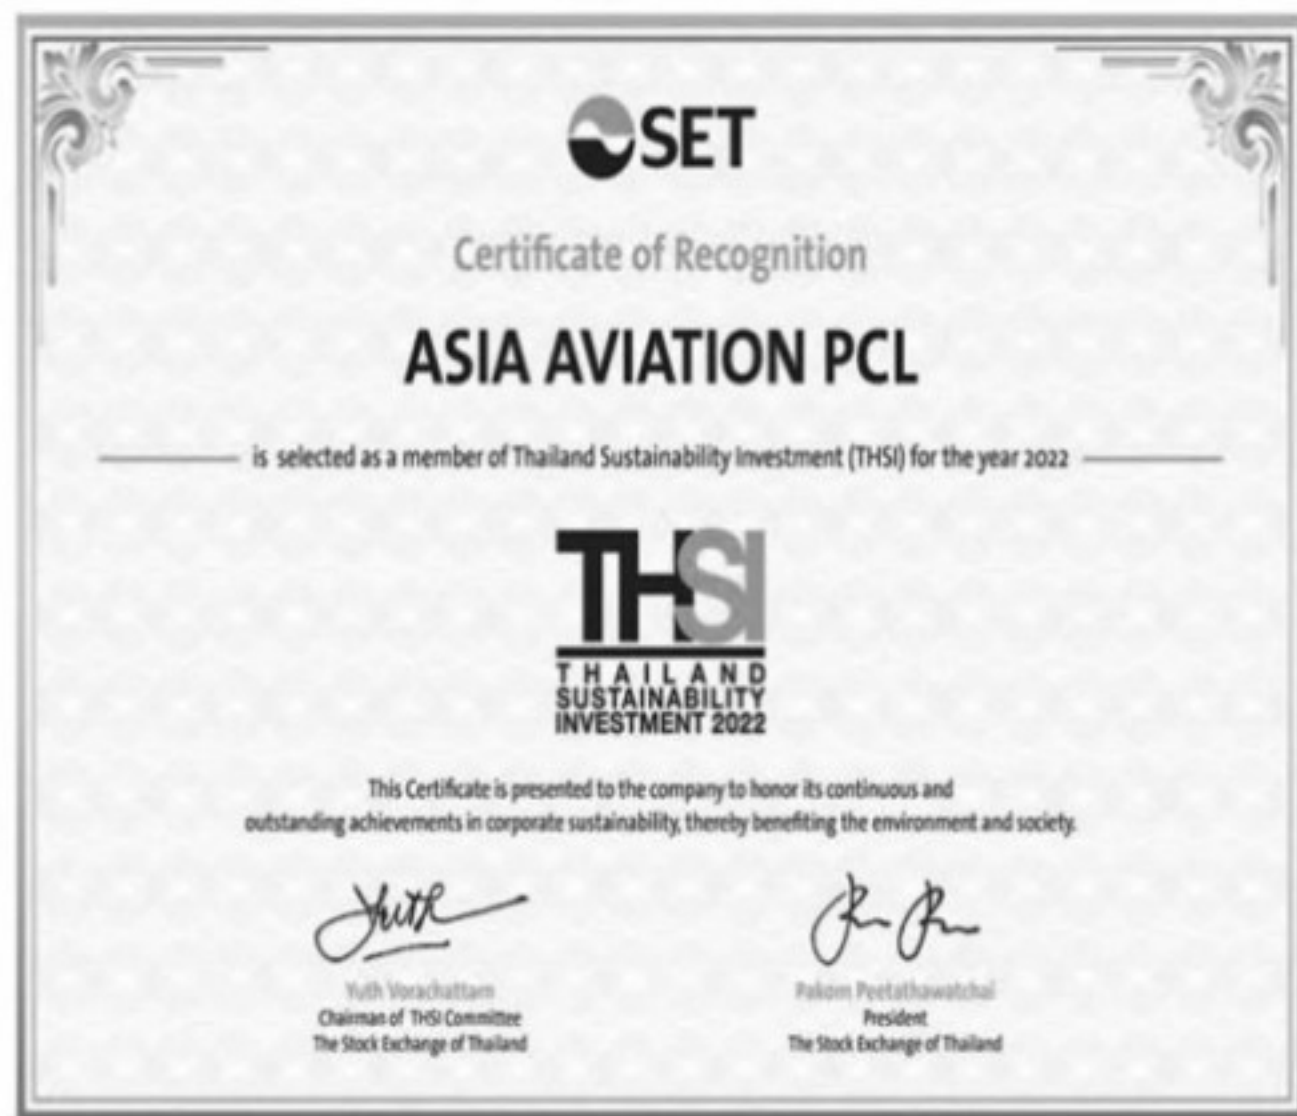 SET
Certificate of Recognition
ASIA AVIATION PCL
is selected as a member of Thailand Sustainability Investment (THSI) for the year 2022
THSI
THAILAND
SUSTAINABILITY
INVESTMENT 2022
This Certificate is presented to the company to honor its continuous and
outstanding achievements in corporate sustainability, thereby benefiting the environment and society.
Yuth
Yuth Vorachattarn
Chairman of THSI Committee
The Stock Exchange of Thailand
Pakorn Peetathawatchai
President
The Stock Exchange of Thailand